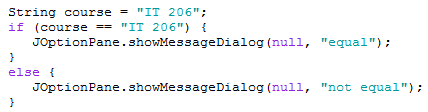 String course = "IT 206";
if (course == "IT 206") {
   JOptionPane.showMessageDialog(null, "equal");
}
else {
   JOptionPane.showMessageDialog(null, "not equal");
}